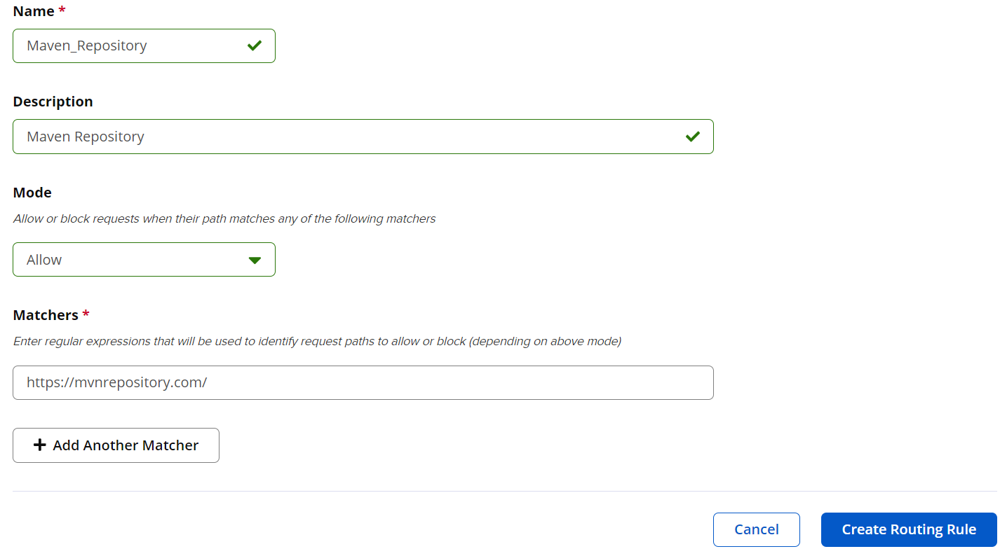 Name *
Maven_Repository
Description
Maven Repository
Mode
Allow or block requests when their path matches any of the following matchers
Allow
Matchers *
Enter regular expressions that will be used to identify request paths to allow or block (depending on above mode)
https://mvnrepository.com/
+ Add Another Matcher
Cancel
Create Routing Rule